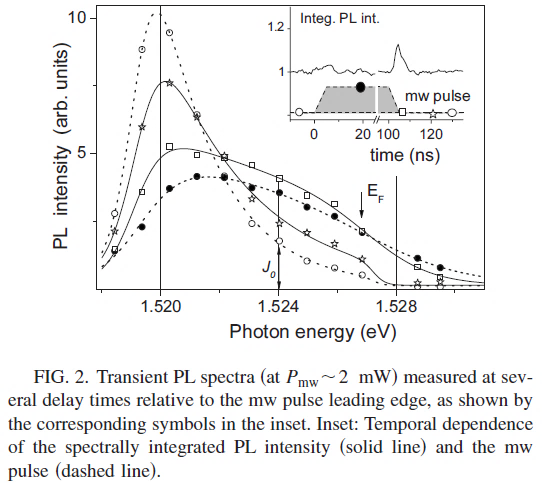 10
5
PL intensity (arb. units)
Integ. PL int.
1.2
1
mw pulse
0 20 100 120
time (ns)
E_F
J_0
1.520 1.524 1.528
Photon energy (eV)
FIG. 2. Transient PL spectra (at P_mw ~ 2 mW) measured at sev-
eral delay times relative to the mw pulse leading edge, as shown by
the corresponding symbols in the inset. Inset: Temporal dependence
of the spectrally integrated PL intensity (solid line) and the mw
pulse (dashed line).